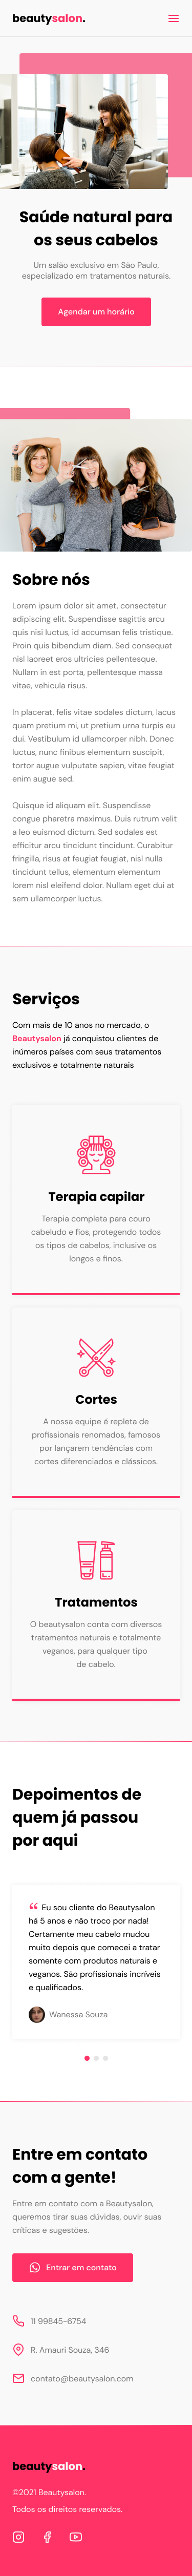 beautysalon.
Saúde natural para
os seus cabelos
Um salão exclusivo em São Paulo,
especializado em tratamentos naturais.
Agendar um horário
Sobre nós
Lorem ipsum dolor sit amet, consectetur
adipiscing elit. Suspendisse sagittis arcu
quis nisi luctus, id accumsan felis tristique.
Proin quis bibendum diam. Sed consequat
nisl laoreet eros ultricies pellentesque.
Nullam in est porta, pellentesque massa
vitae, vehicula risus.
In placerat, felis vitae sodales dictum, lacus
quam pretium mi, ut pretium urna turpis eu
dui. Vestibulum id ullamcorper nibh. Donec
luctus, nunc finibus elementum suscipit,
tortor augue vulputate sapien, vitae feugiat
enim augue sed.
Quisque id aliquam elit. Suspendisse
congue pharetra maximus. Duis rutrum velit
a leo euismod dictum. Sed sodales est
efficitur arcu tincidunt tincidunt. Curabitur
fringilla, risus at feugiat feugiat, nisl nulla
tincidunt tellus, elementum elementum
lorem nisl eleifend dolor. Nullam eget dui at
sem ullamcorper luctus.
Serviços
Com mais de 10 anos no mercado, o
Beautysalon já conquistou clientes de
inúmeros países com seus tratamentos
exclusivos e totalmente naturais
Terapia capilar
Terapia completa para couro
cabeludo e fios, protegendo todos
os tipos de cabelos, inclusive os
longos e finos.
Cortes
A nossa equipe é repleta de
profissionais renomados, famosos
por lançarem tendências com
cortes diferenciados e clássicos.
Tratamentos
O beautysalon conta com diversos
tratamentos naturais e totalmente
veganos, para qualquer tipo
de cabelo.
Depoimentos de
quem já passou
por aqui
“ Eu sou cliente do Beautysalon
há 5 anos e não troco por nada!
Certamente meu cabelo mudou
muito depois que comecei a tratar
somente com produtos naturais e
veganos. São profissionais incríveis
e qualificados.
Wanessa Souza
Entre em contato
com a gente!
Entre em contato com a Beautysalon,
queremos tirar suas dúvidas, ouvir suas
críticas e sugestões.
Entrar em contato
11 99845-6754
R. Amauri Souza, 346
contato@beautysalon.com
beautysalon.
©2021 Beautysalon.
Todos os direitos reservados.